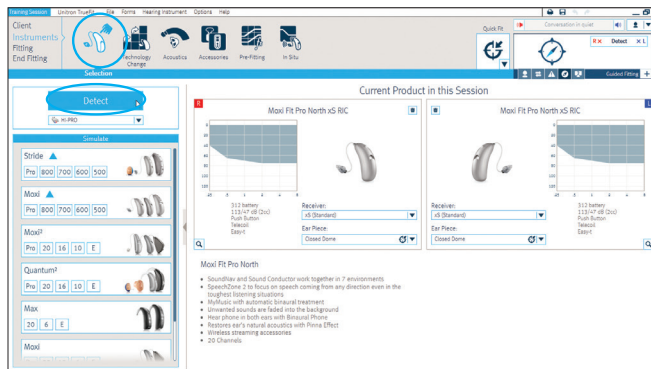 Training Session
Unitron TrueFit
File
Forms
Hearing Instrument
Options
Help
Client
Instruments
Fitting
End Fitting
Technology
Change
Acoustics
Accessories
Pre-Fitting
In Situ
Quick Fit
Conversation in quiet
R
Detect
L
Guided Fitting
Selection
Detect
HI-PRO
Simulate
Stride
Pro 800 700 600 500
Moxi
Pro 800 700 600 500
Moxi²
Pro 20 16 10 E
Quantum²
Pro 20 16 10 E
Max
20 6 E
Moxi
Current Product in this Session
R
Moxi Fit Pro North xS RIC
312 battery
113/47 dB (2cc)
Push Button
Telecoil
Easy-t
Receiver:
xS (Standard)
Ear Piece:
Closed Dome
L
Moxi Fit Pro North xS RIC
Receiver:
xS (Standard)
Ear Piece:
Closed Dome
312 battery
113/47 dB (2cc)
Push Button
Telecoil
Easy-t
Moxi Fit Pro North
• SoundNav and Sound Conductor work together in 7 environments
• SpeechZone 2 to focus on speech coming from any direction even in the
toughest listening situations
• MyMusic with automatic binaural treatment
• Unwanted sounds are faded into the background
• Hear phone in both ears with Binaural Phone
• Restores ear's natural acoustics with Pinna Effect
• Wireless streaming accessories
• 20 Channels